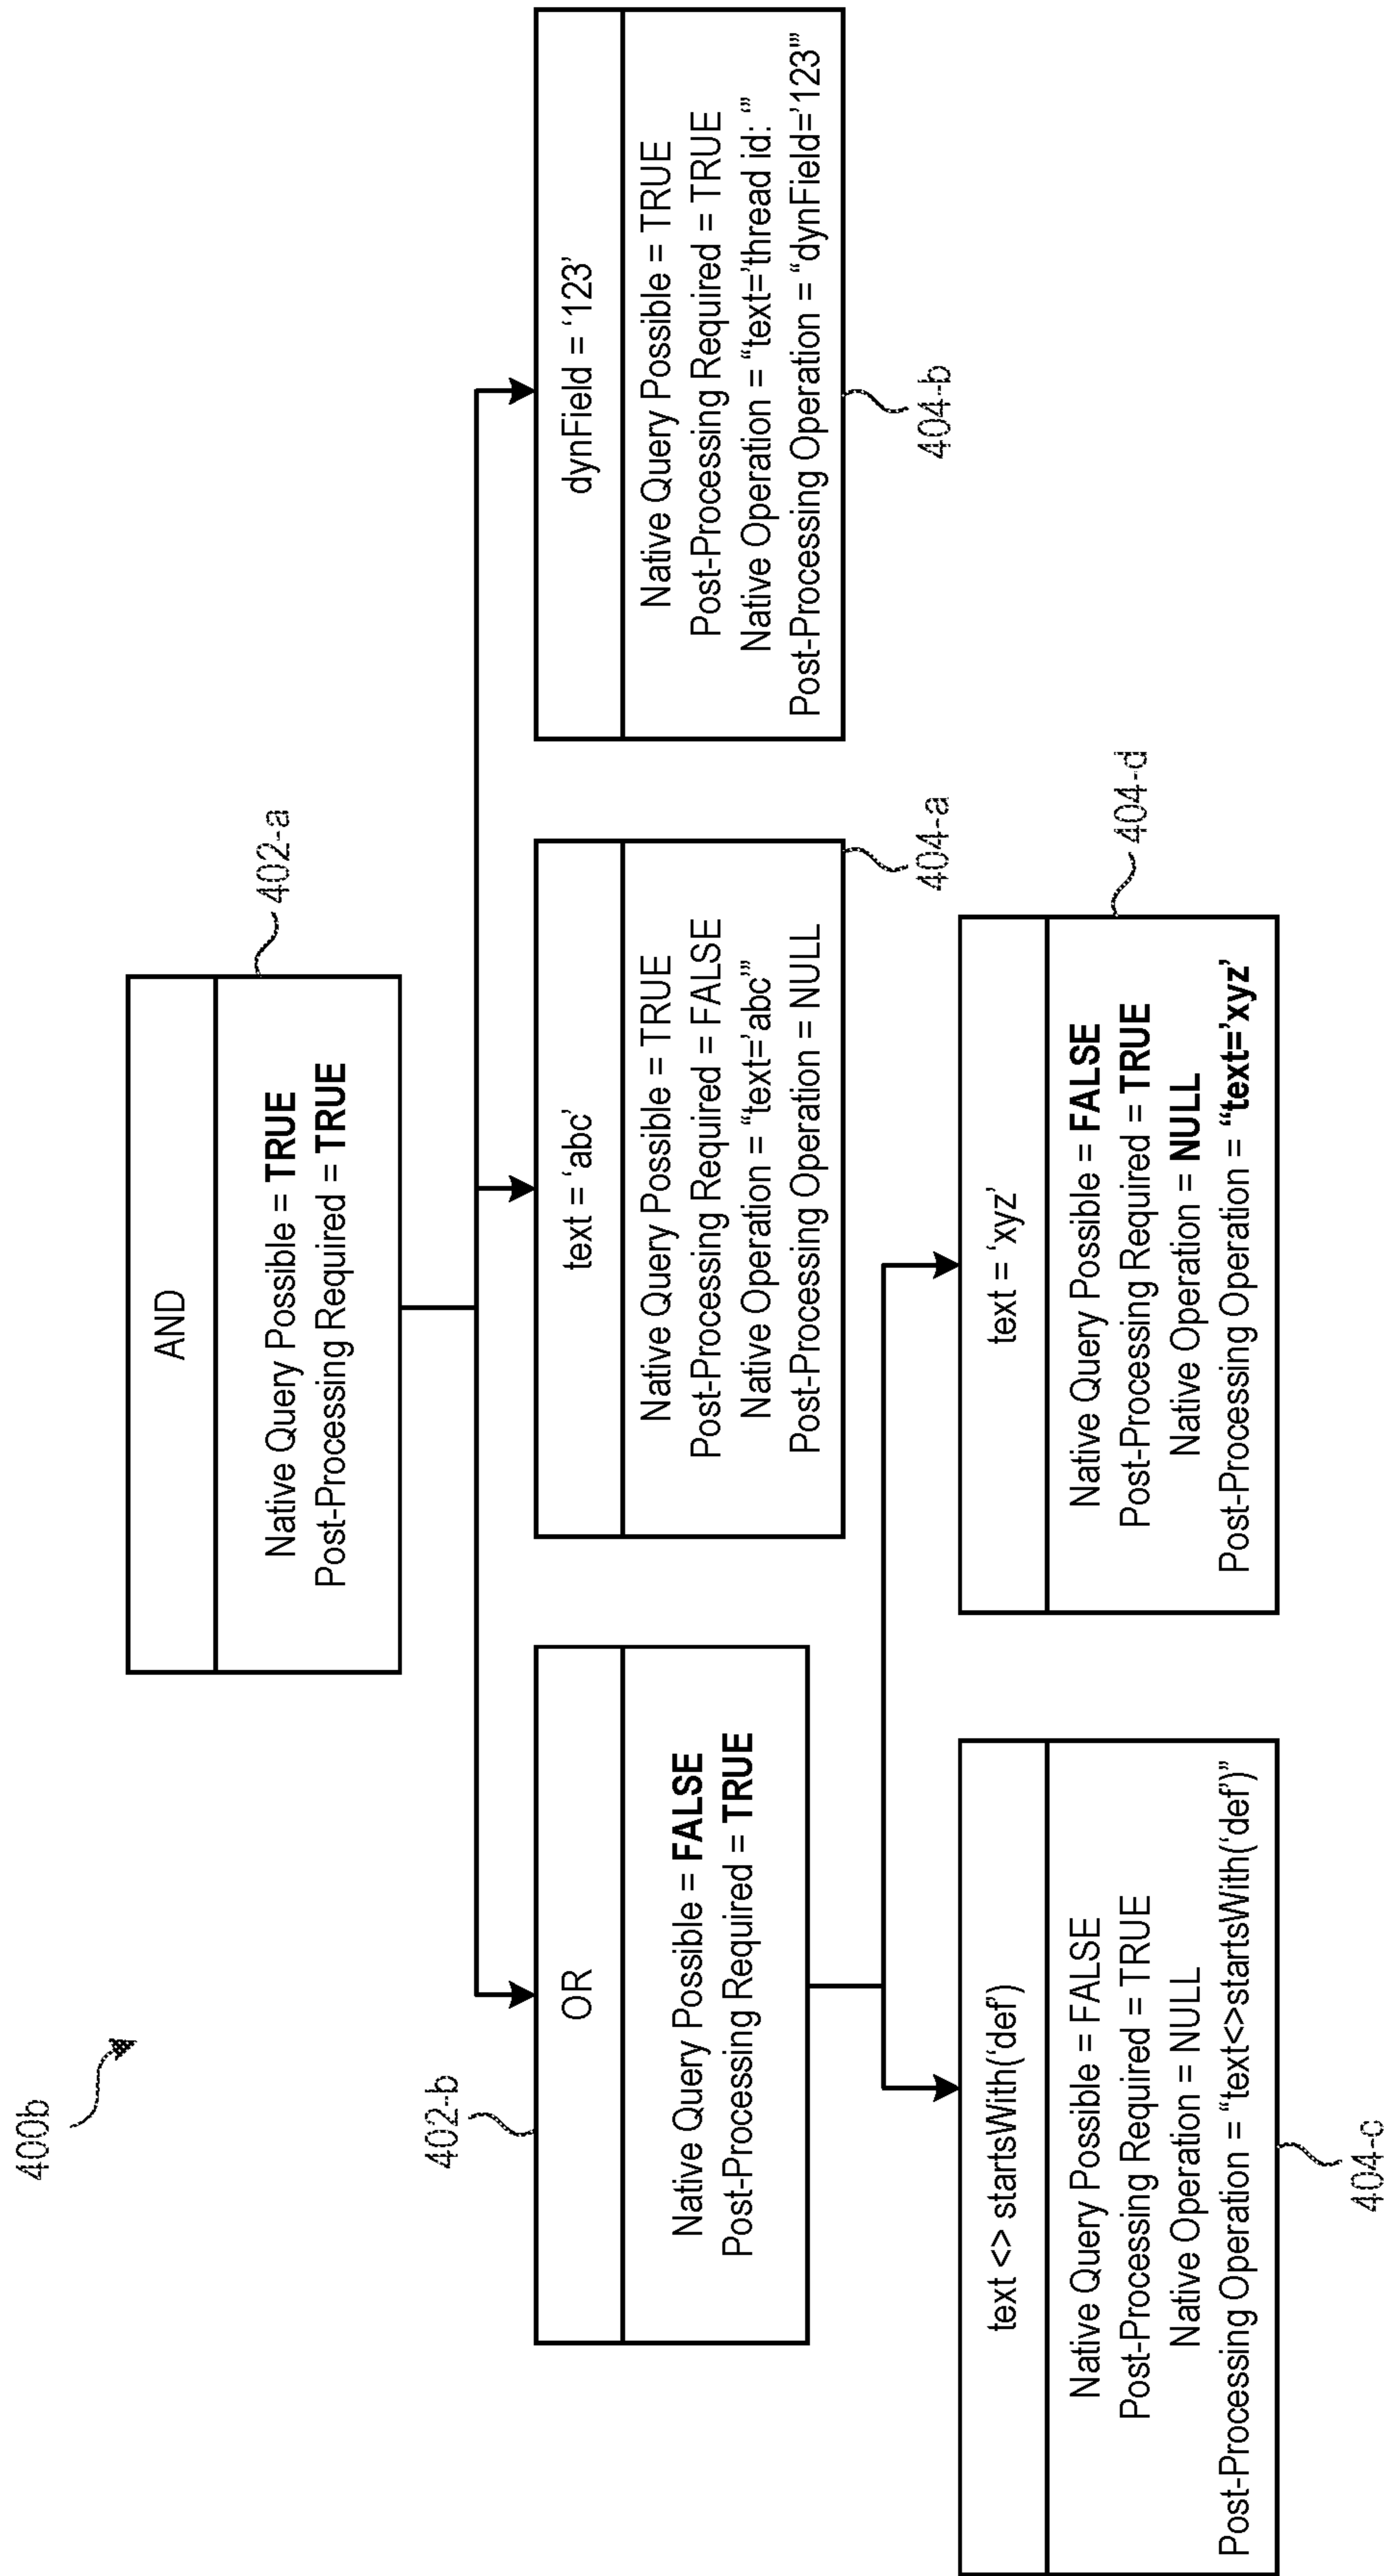 400b
AND
Native Query Possible = TRUE
Post-Processing Required = TRUE
402-a
402-b
OR
Native Query Possible = FALSE
Post-Processing Required = TRUE
text = ‘abc’
Native Query Possible = TRUE
Post-Processing Required = FALSE
Native Operation = “text=’abc’”
Post-Processing Operation = NULL
404-a
dynField = ‘123’
Native Query Possible = TRUE
Post-Processing Required = TRUE
Native Operation = “text=’thread id: ‘”
Post-Processing Operation = “dynField=’123’”
404-b
text <> startsWith(‘def’)
Native Query Possible = FALSE
Post-Processing Required = TRUE
Native Operation = NULL
Post-Processing Operation = “text<>startsWith(‘def’)”
404-c
text = ‘xyz’
Native Query Possible = FALSE
Post-Processing Required = TRUE
Native Operation = NULL
Post-Processing Operation = “text=’xyz’
404-d